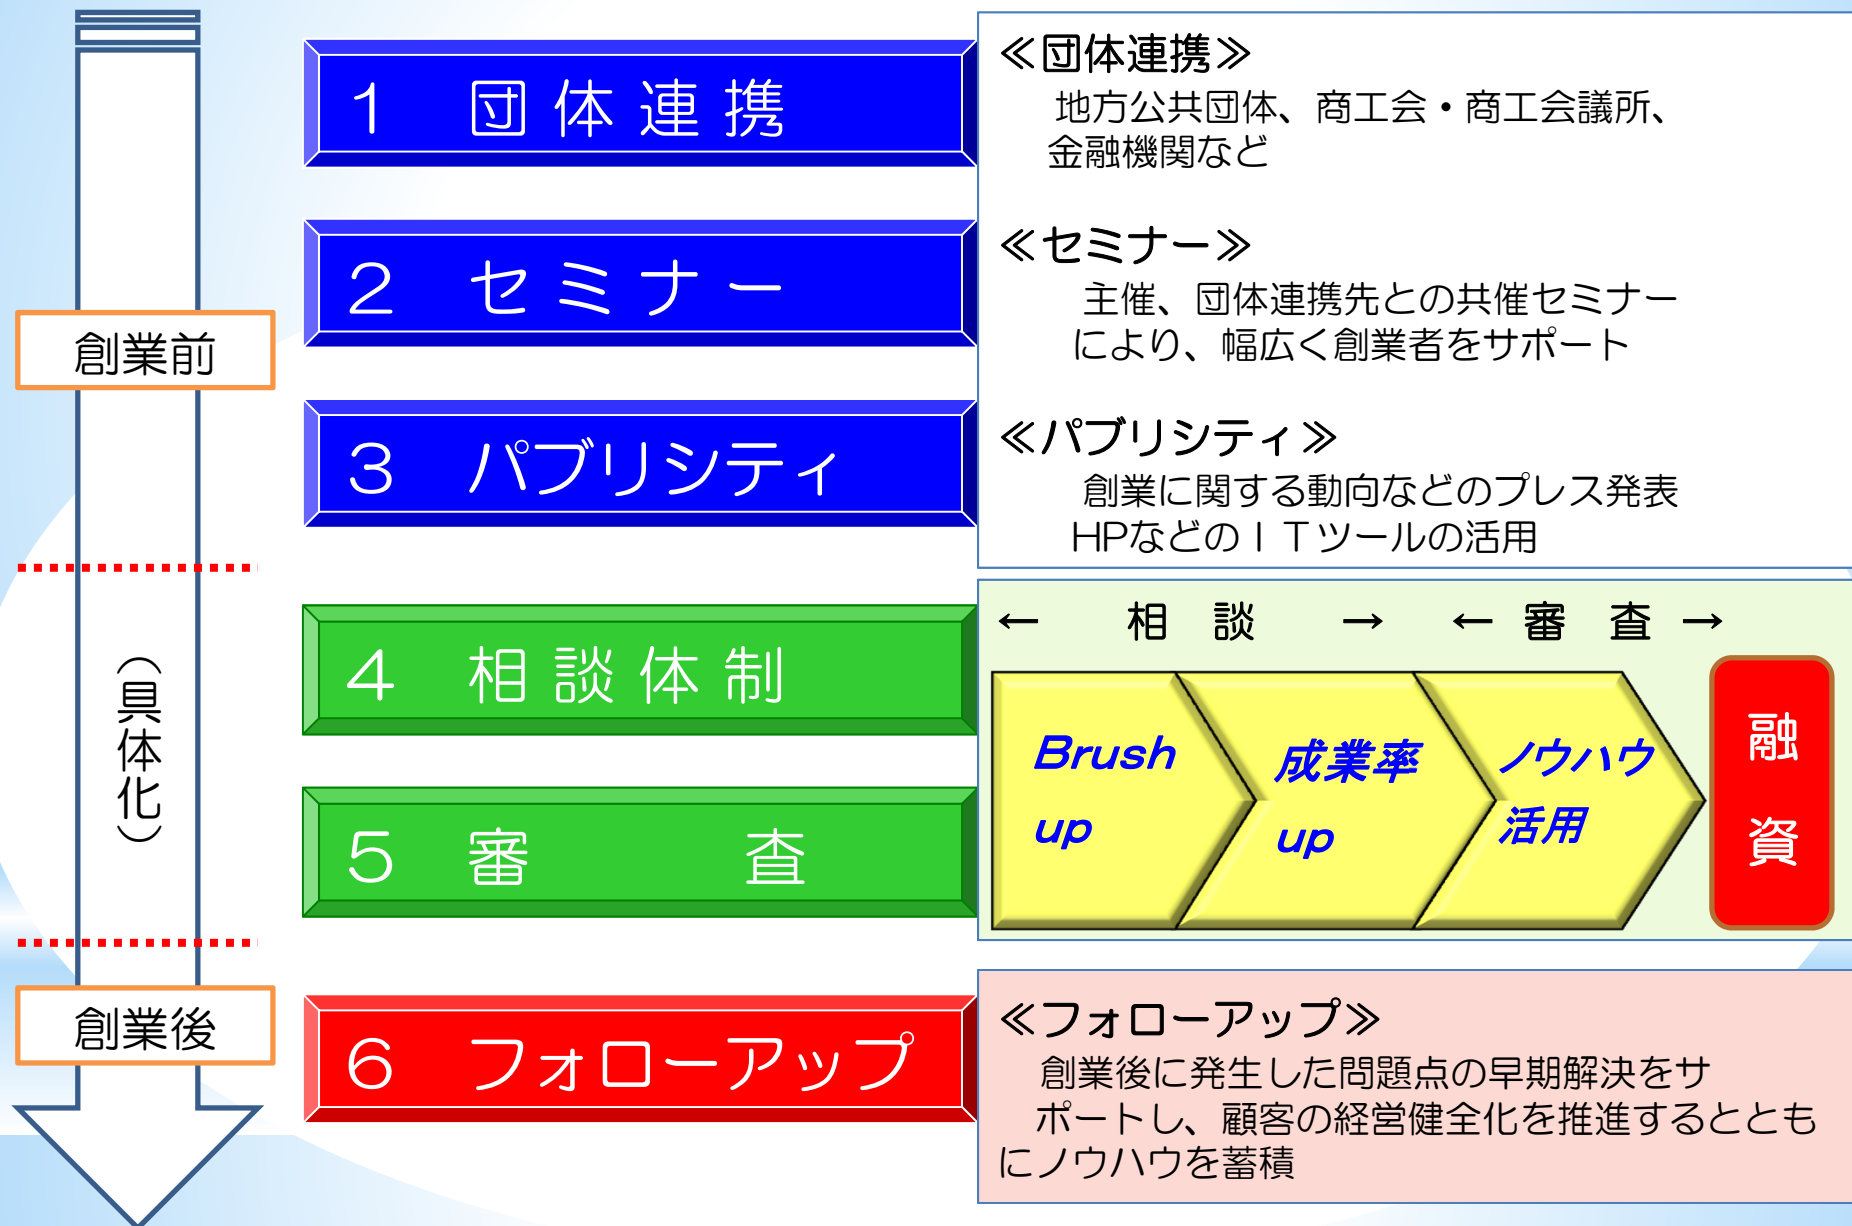 創業前
(具体化)
創業後
1 団体連携
≪団体連携≫
地方公共団体、商工会・商工会議所、
金融機関など
2 セミナー
≪セミナー≫
主催、団体連携先との共催セミナー
により、幅広く創業者をサポート
3 パブリシティ
≪パブリシティ≫
創業に関する動向などのプレス発表
HPなどのITツールの活用
4 相談体制
5 審査
← 相談 → ← 審査 →
Brush
up
成業率
up
ノウハウ
活用
融資
6 フォローアップ
≪フォローアップ≫
創業後に発生した問題点の早期解決をサ
ポートし、顧客の経営健全化を推進するととも
にノウハウを蓄積